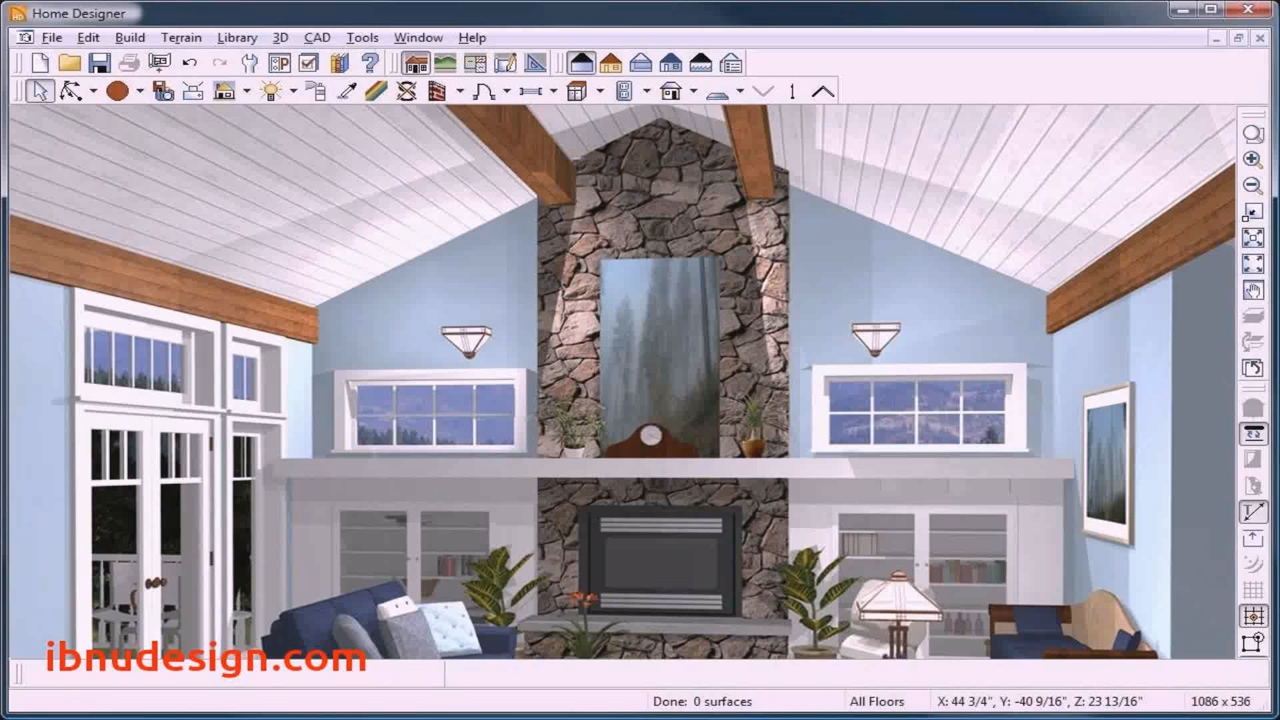 Home Designer
File Edit Build Terrain Library 3D CAD Tools Window Help
1
ibnudesign.com
Done: 0 surfaces All Floors X: 44 3/4", Y: -40 9/16", Z: 23 13/16" 1086 x 536